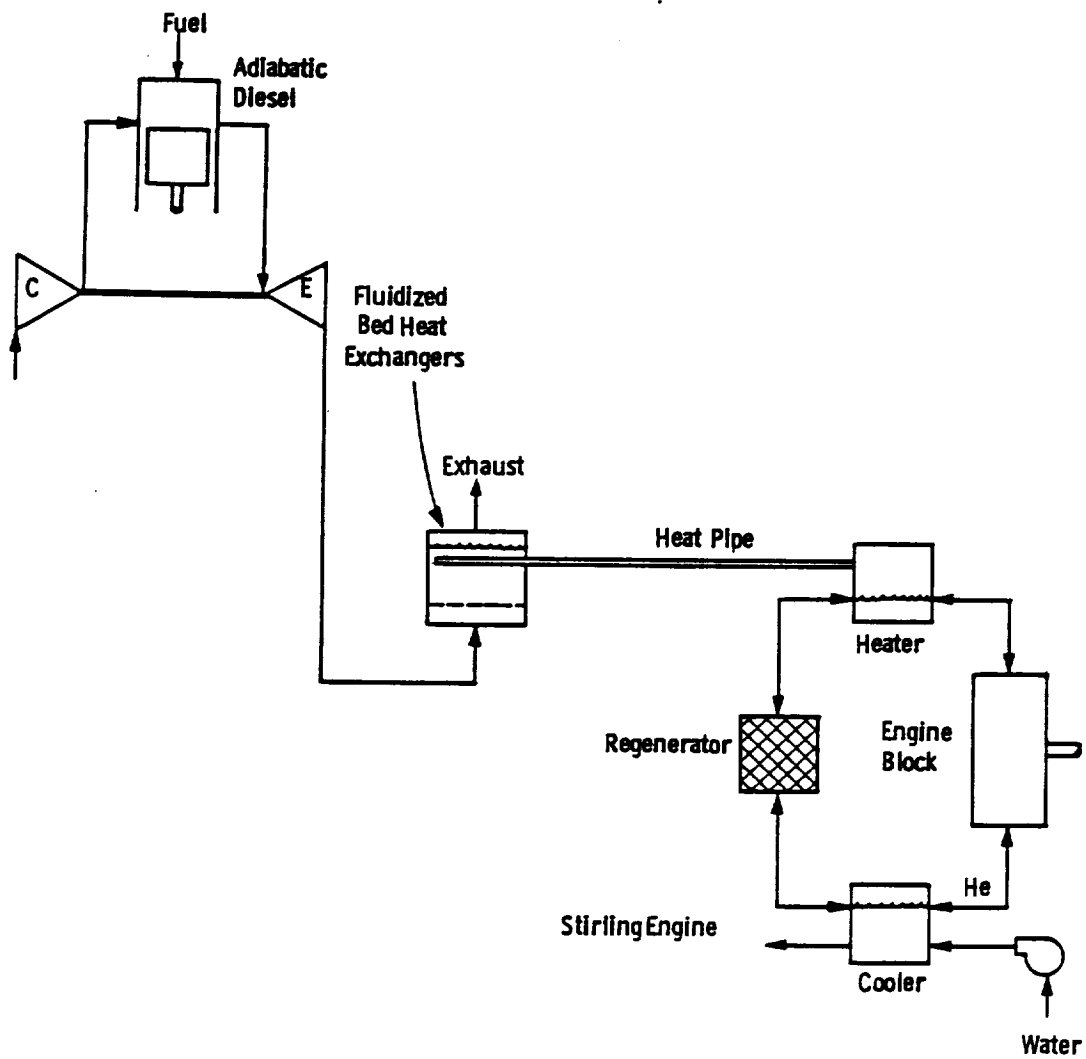 Fuel
Adiabatic
Diesel
C
E
Fluidized
Bed Heat
Exchangers
Exhaust
Heat Pipe
Heater
Regenerator
Engine
Block
He
Stirling Engine
Cooler
Water